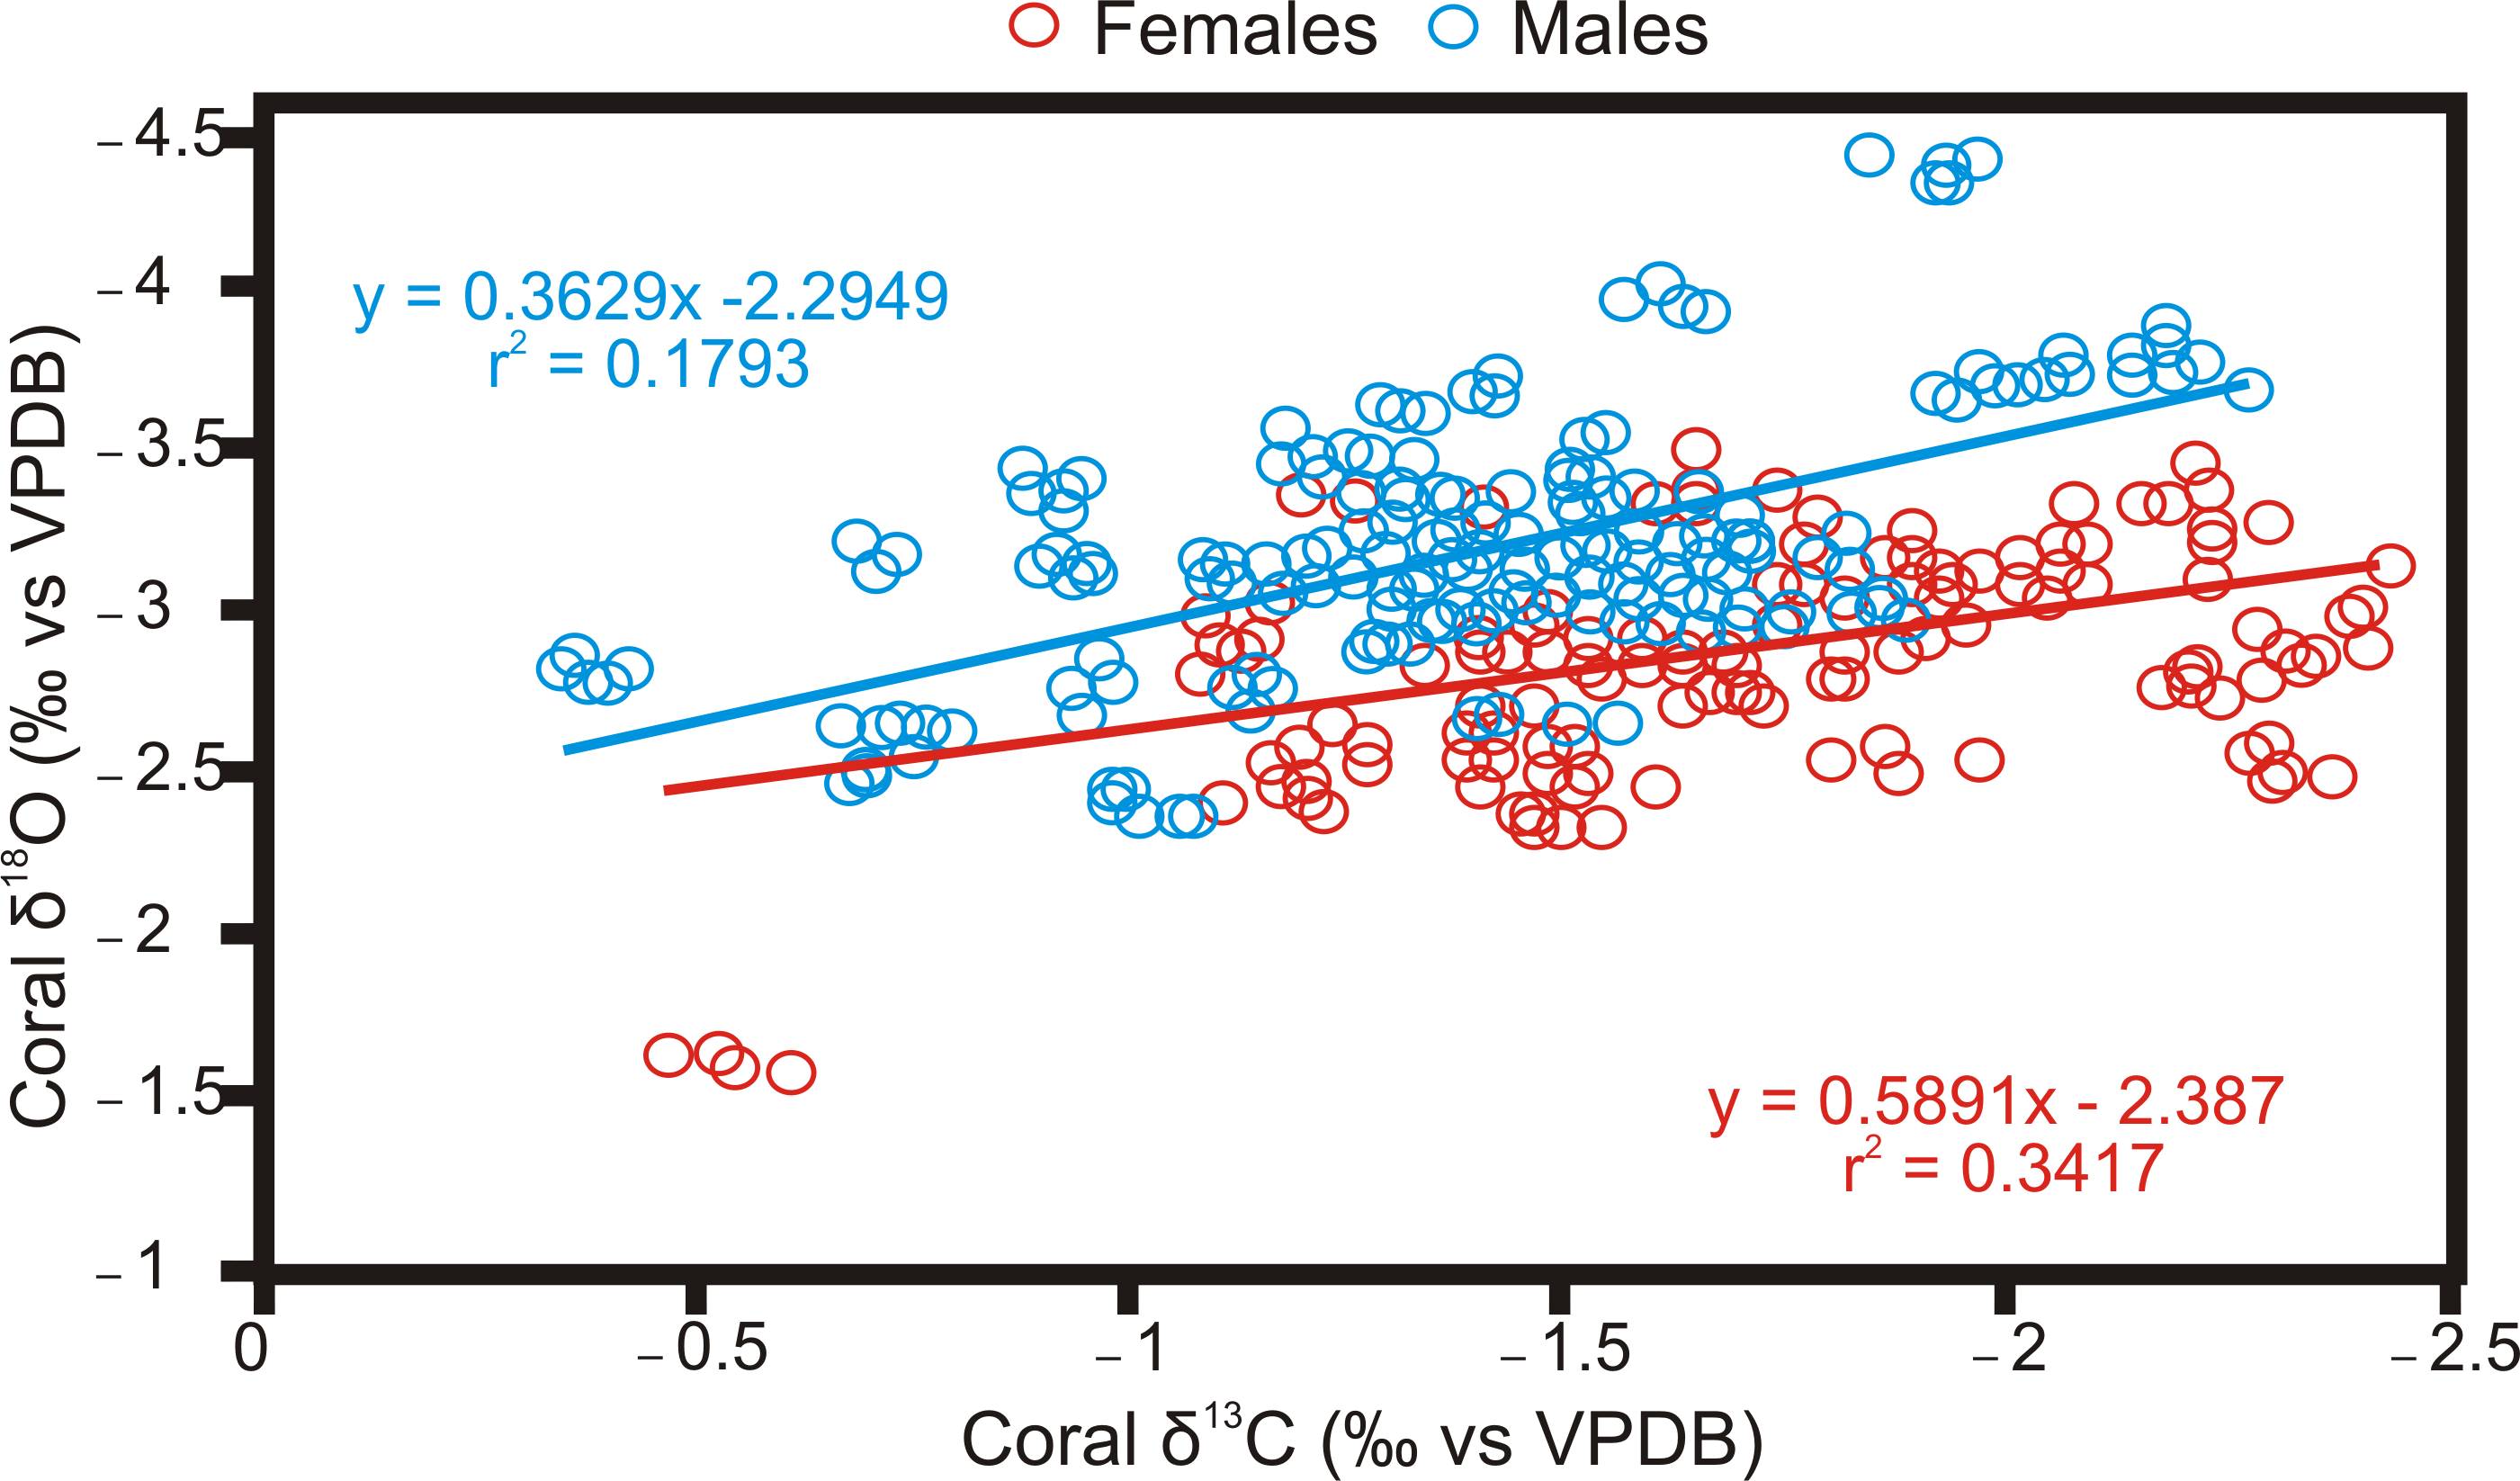 Females Males
– 4.5
– 4
– 3.5
– 3
– 2.5
– 2
– 1.5
– 1
Coral δ18O (‰ vs VPDB)
y = 0.3629x -2.2949
r2 = 0.1793
y = 0.5891x - 2.387
r2 = 0.3417
0 – 0.5 – 1 – 1.5 – 2 – 2.5
Coral δ13C (‰ vs VPDB)